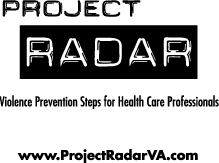 PROJECT
RADAR
Violence Prevention Steps for Health Care Professionals
www.ProjectRadarVA.com